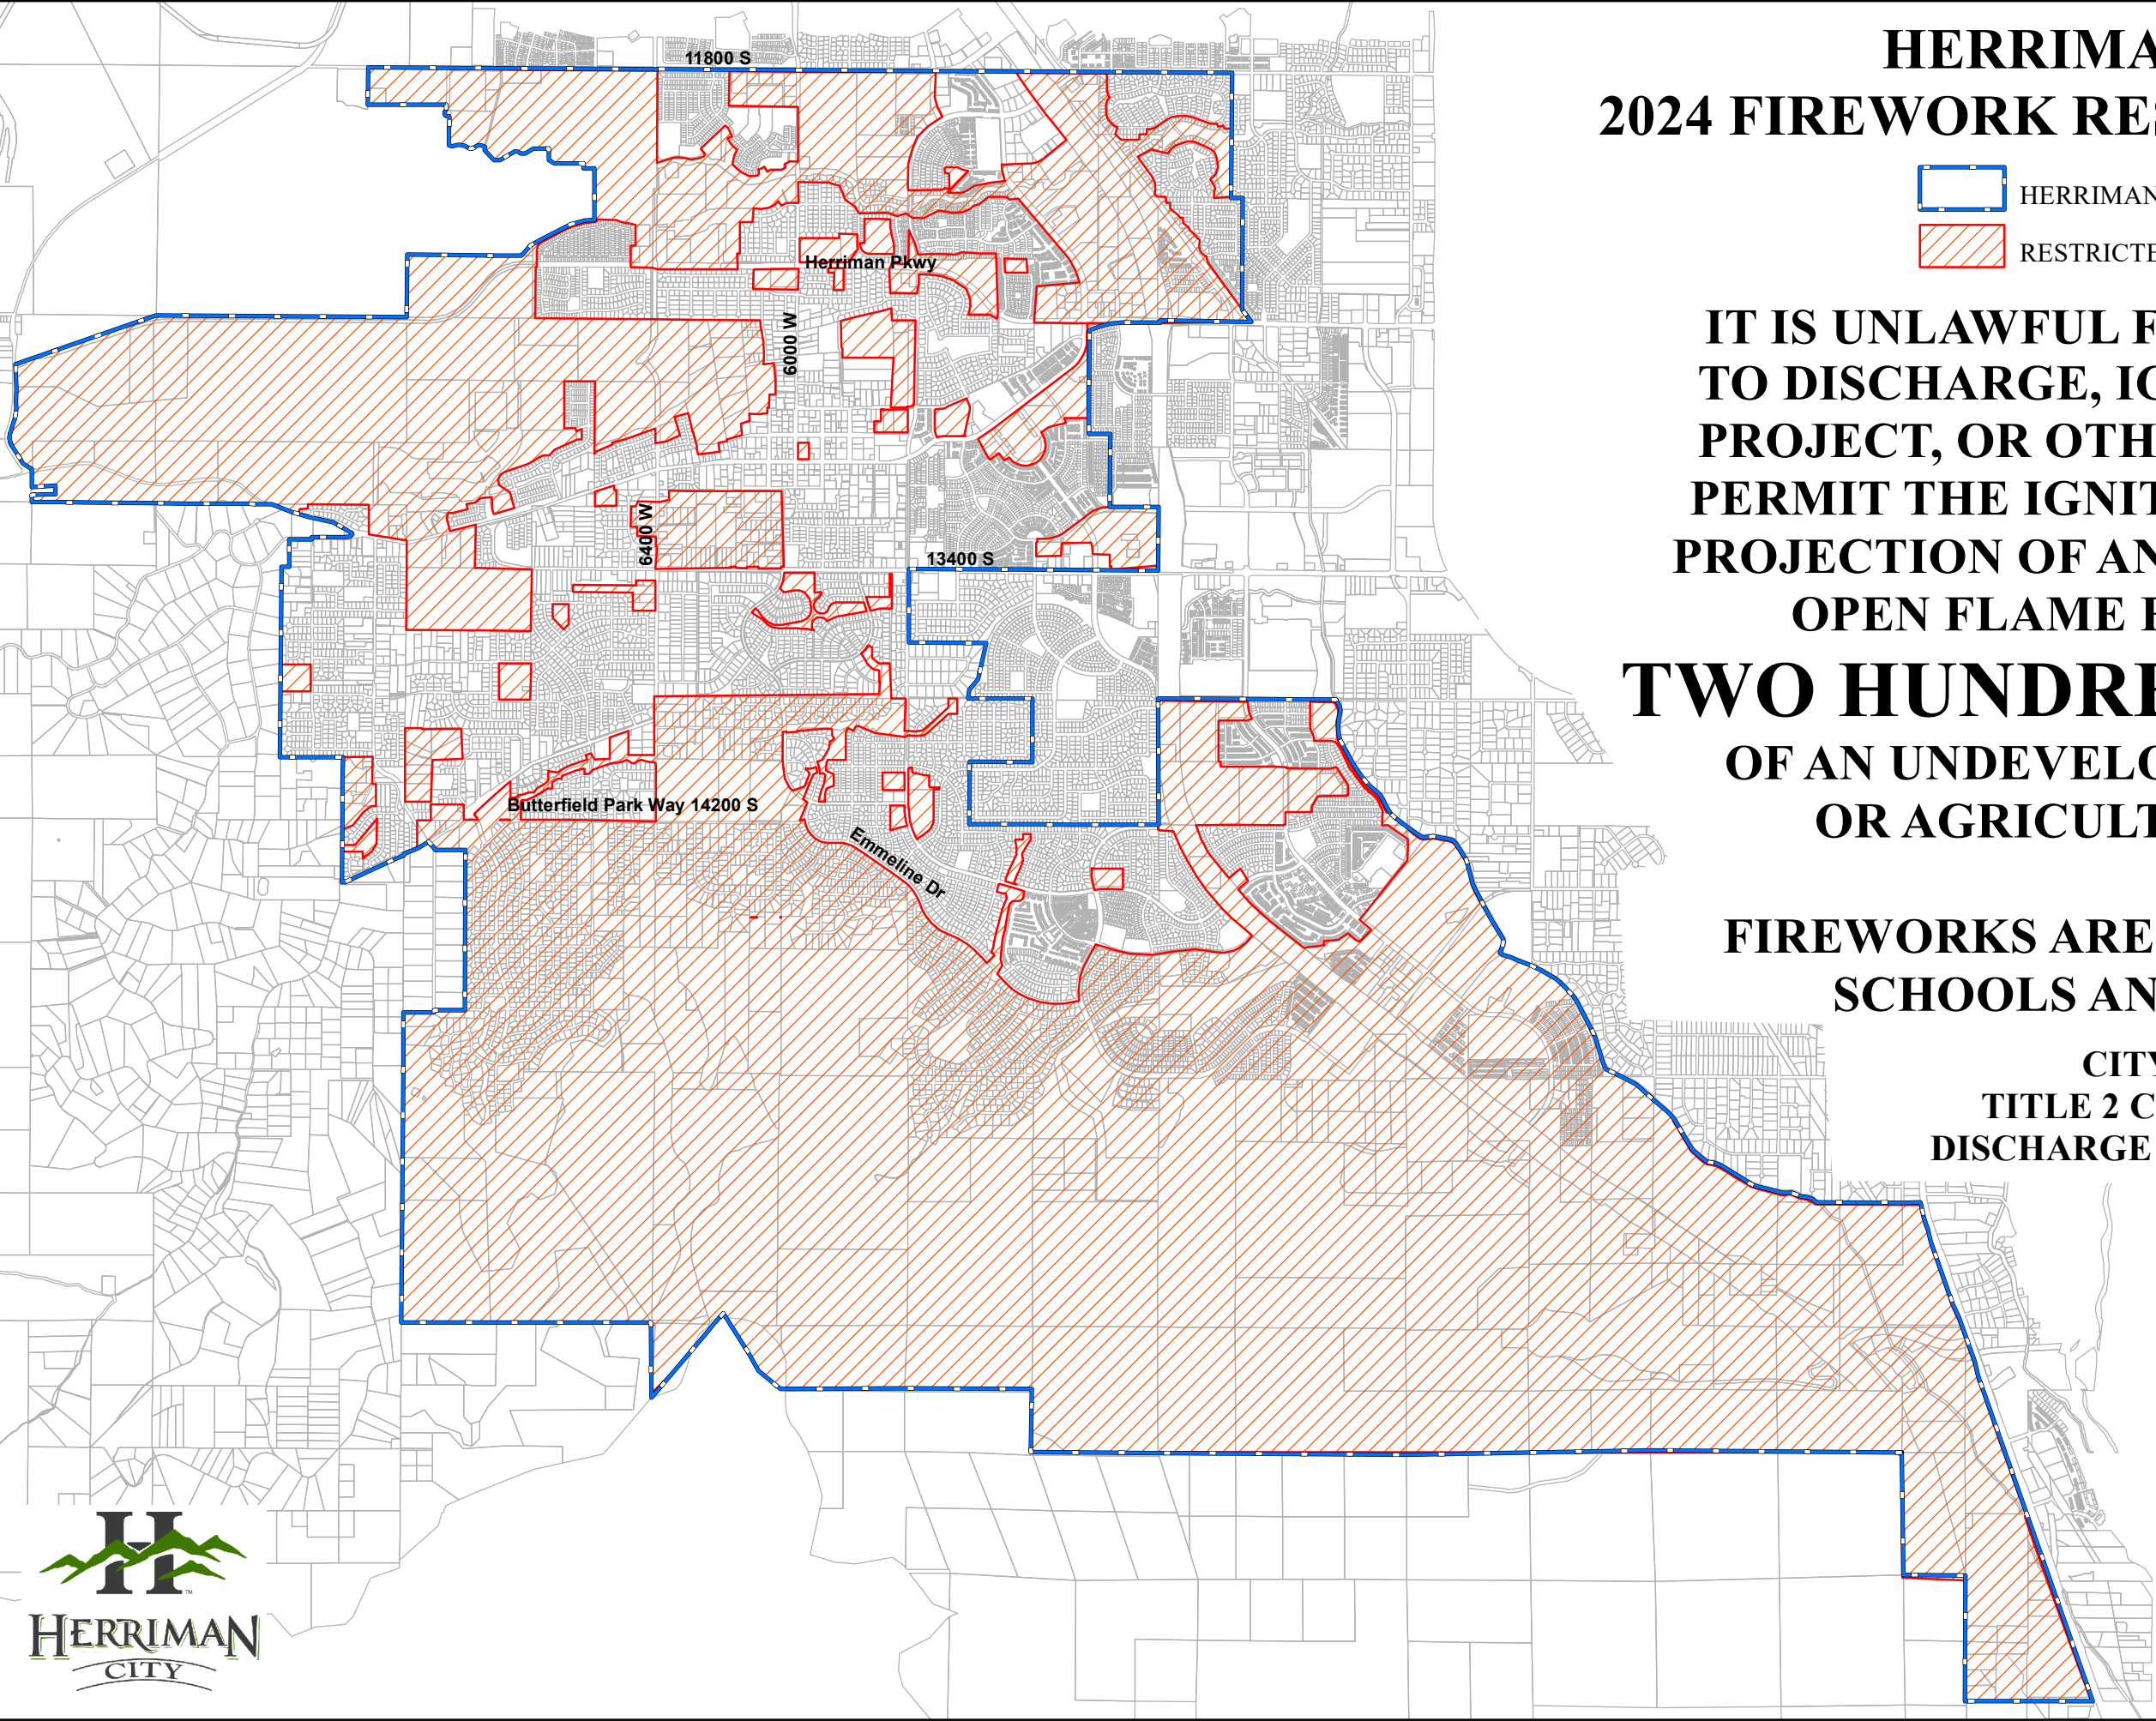 HERRIMA
2024 FIREWORK RES
HERRIMAN
RESTRICTE
IT IS UNLAWFUL F
TO DISCHARGE, IG
PROJECT, OR OTH
PERMIT THE IGNIT
PROJECTION OF AN
OPEN FLAME
TWO HUNDRE
OF AN UNDEVELO
OR AGRICULT
FIREWORKS ARE
SCHOOLS AN
CITY
TITLE 2 C
DISCHARGE
11800 S
Herriman Pkwy
6000 W
6400 W
13400 S
Butterfield Park Way 14200 S
Emmeline Dr
H
TM
HERRIMAN
CITY